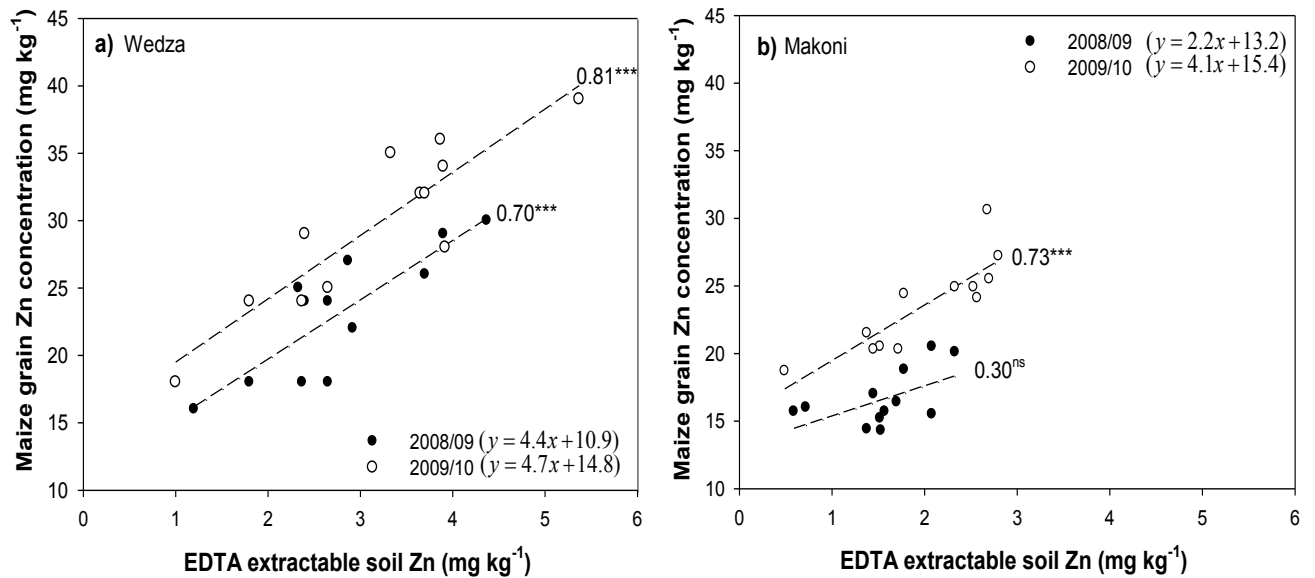 a) Wedza
Maize grain Zn concentration (mg kg⁻¹)
45
40
35
30
25
20
15
10
0.81***
0.70***
2008/09 (y = 4.4x+10.9)
2009/10 (y = 4.7x+14.8)
0 1 2 3 4 5 6
EDTA extractable soil Zn (mg kg⁻¹)
b) Makoni
Maize grain Zn concentration (mg kg⁻¹)
45
40
35
30
25
20
15
10
2008/09 (y = 2.2x+13.2)
2009/10 (y = 4.1x+15.4)
0.73***
0.30ⁿˢ
0 1 2 3 4 5 6
EDTA extractable soil Zn (mg kg⁻¹)